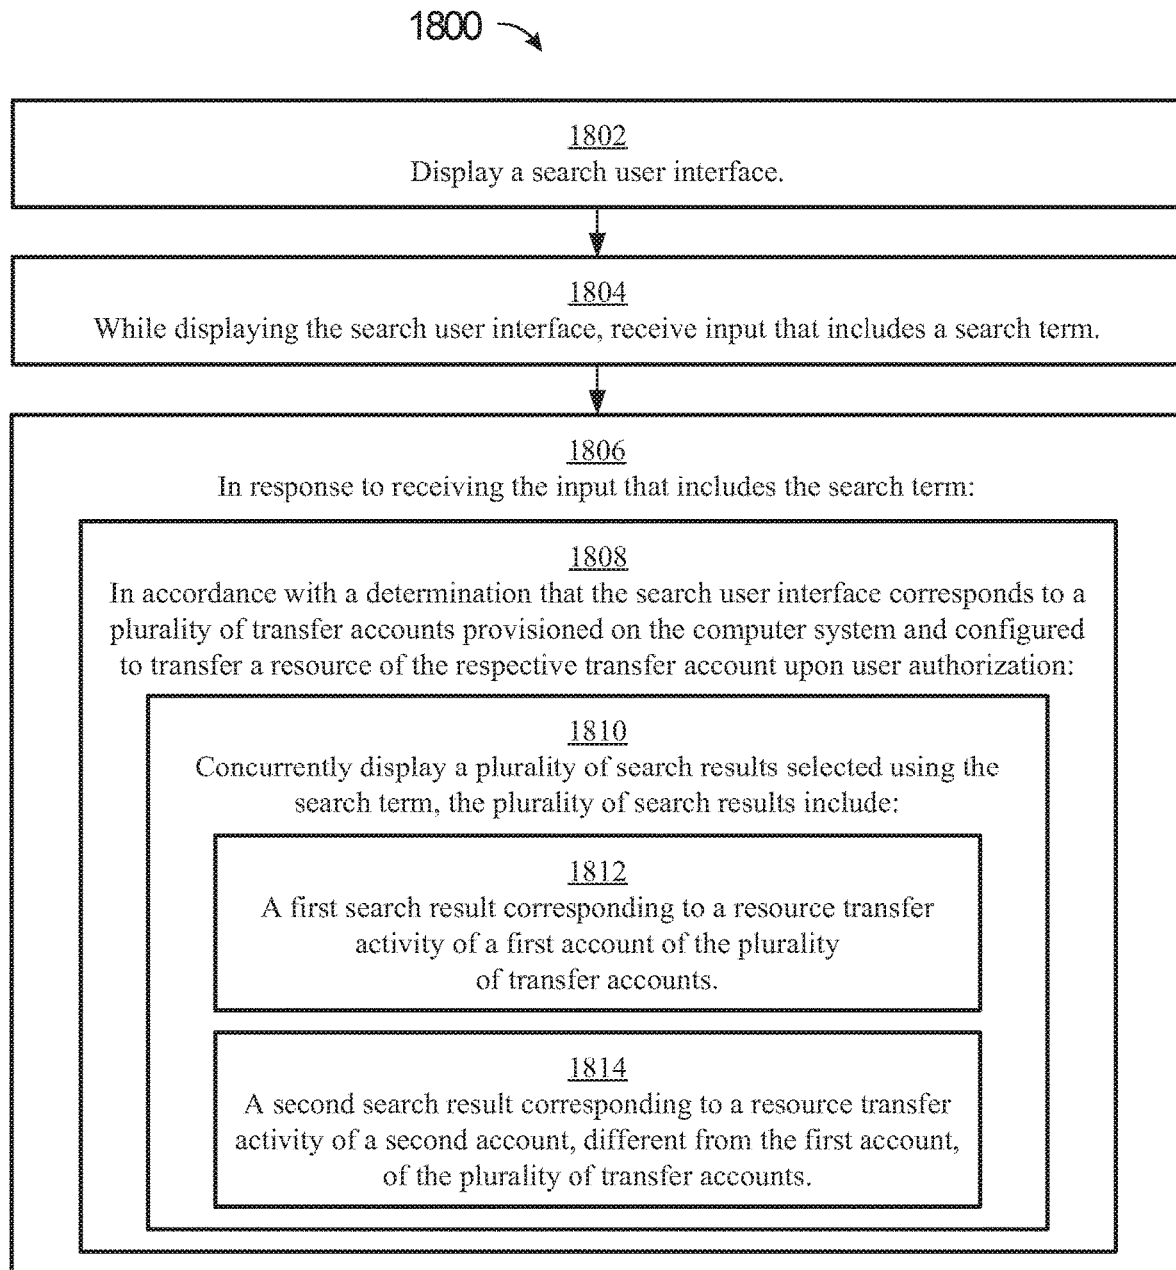 1800
1802
Display a search user interface.
1804
While displaying the search user interface, receive input that includes a search term.
1806
In response to receiving the input that includes the search term:
1808
In accordance with a determination that the search user interface corresponds to a
plurality of transfer accounts provisioned on the computer system and configured
to transfer a resource of the respective transfer account upon user authorization:
1810
Concurrently display a plurality of search results selected using the
search term, the plurality of search results include:
1812
A first search result corresponding to a resource transfer
activity of a first account of the plurality
of transfer accounts.
1814
A second search result corresponding to a resource transfer
activity of a second account, different from the first account,
of the plurality of transfer accounts.